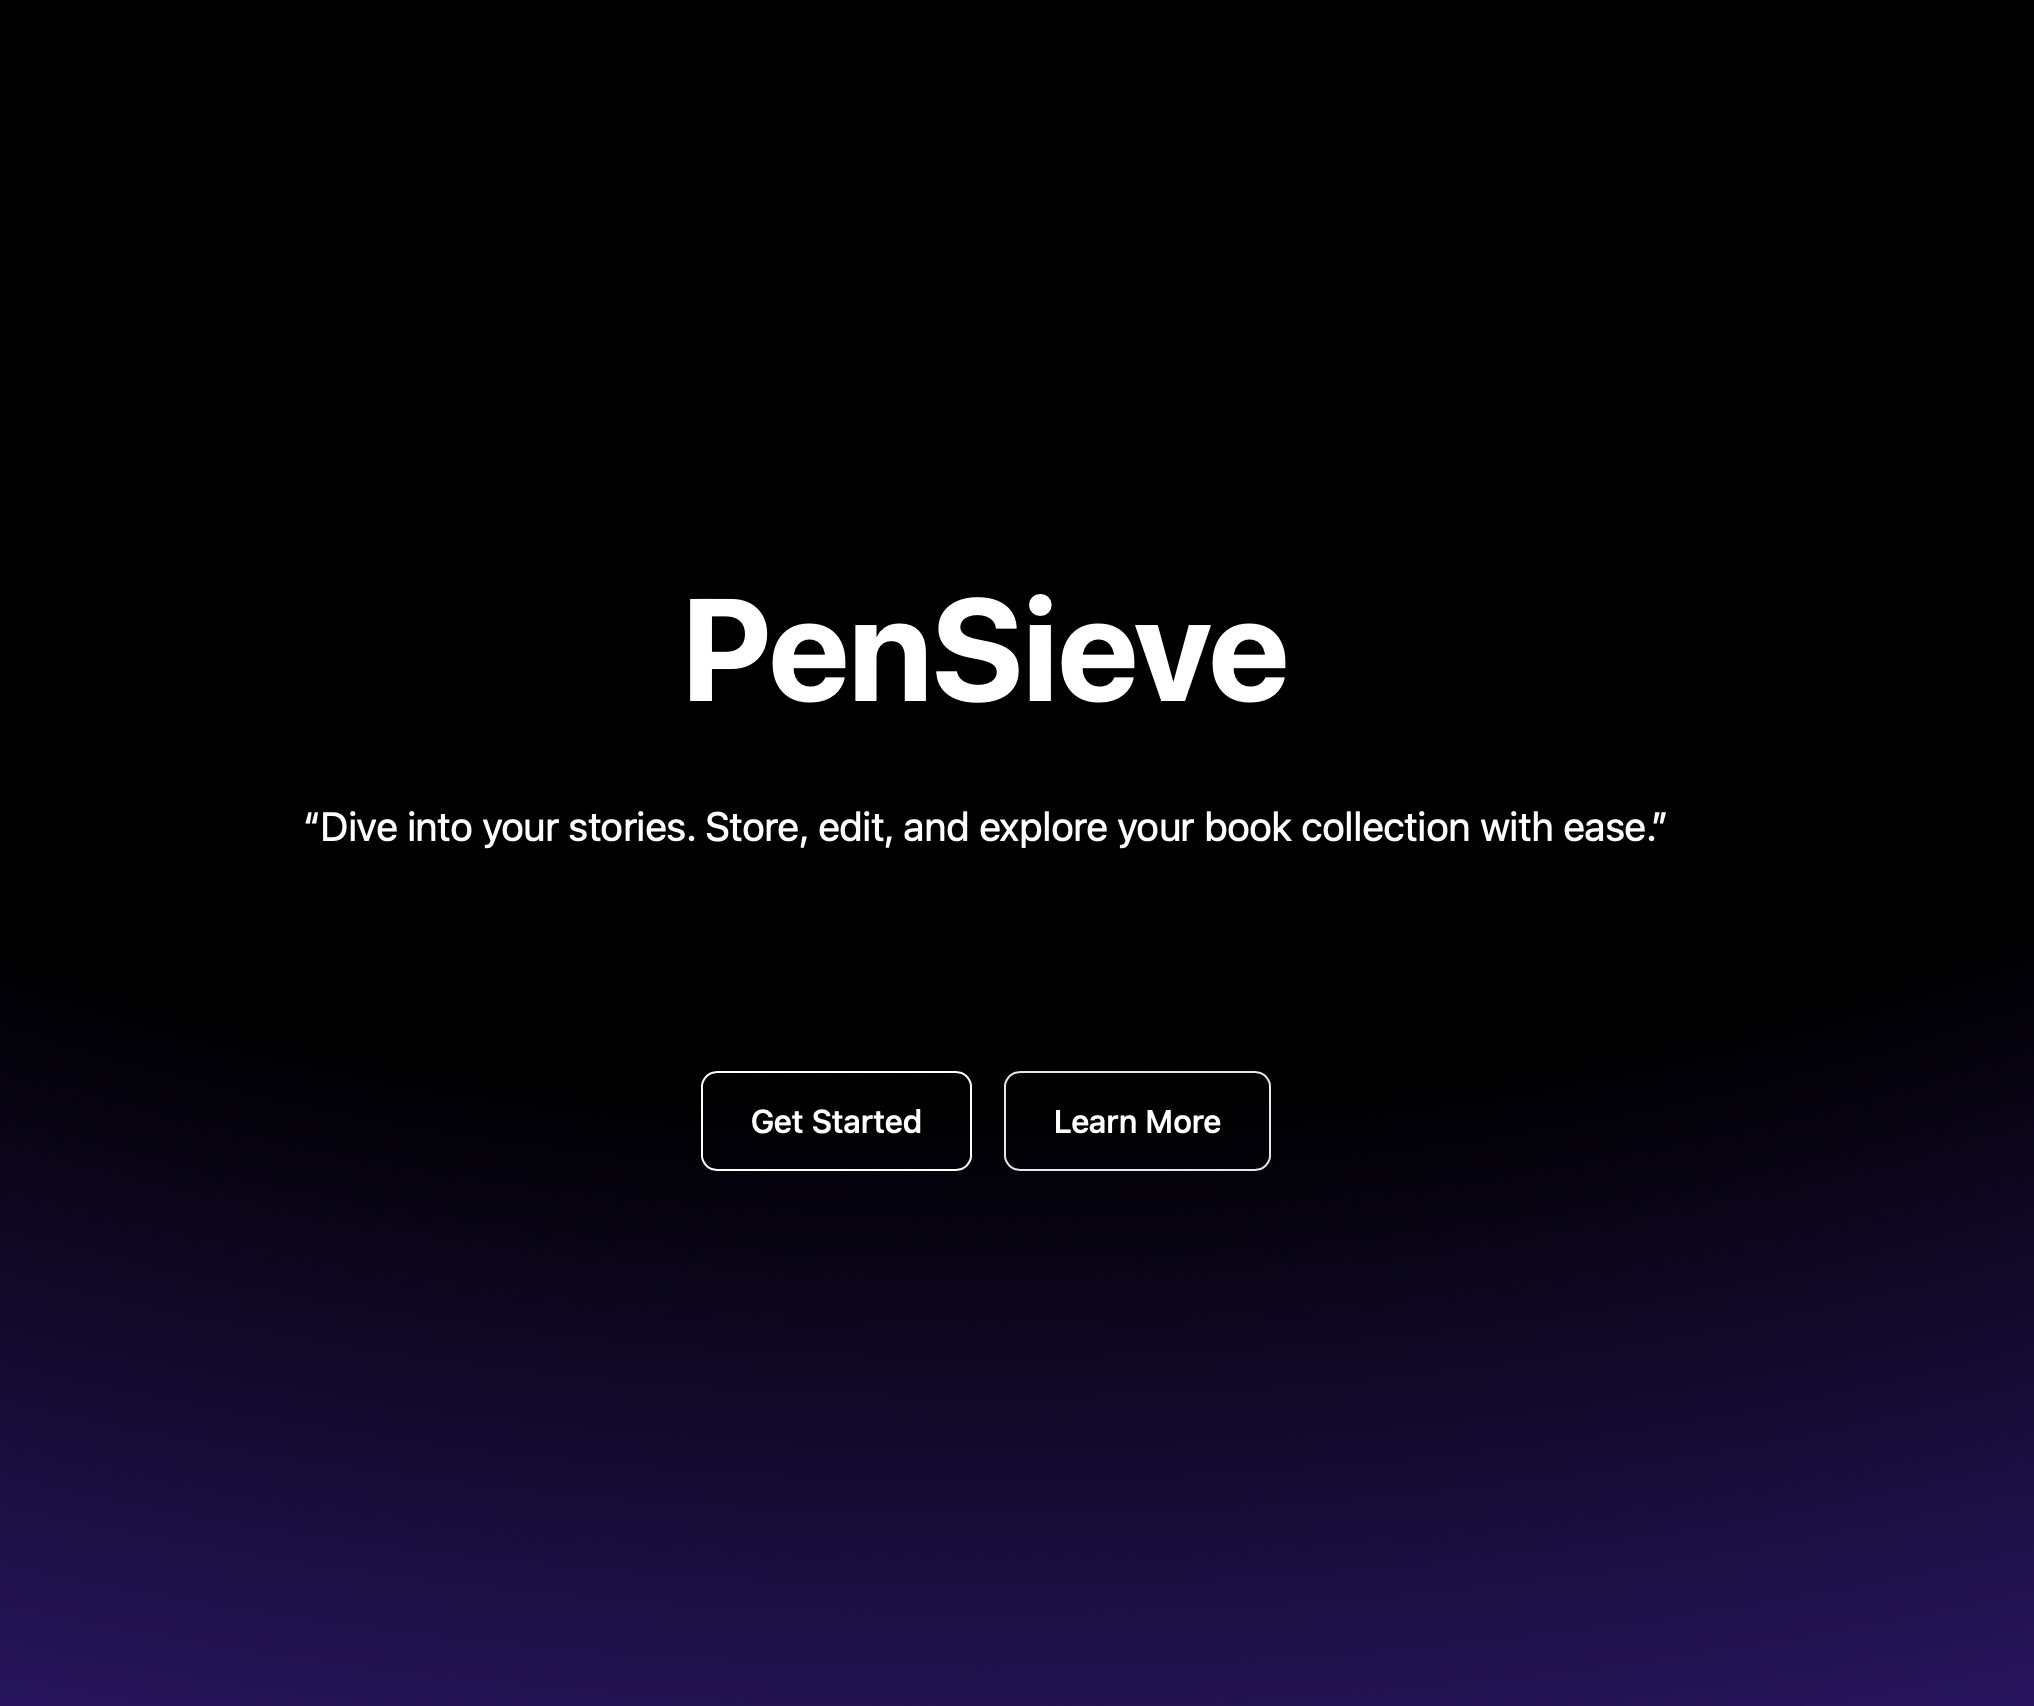 PenSieve
“Dive into your stories. Store, edit, and explore your book collection with ease.”
Get Started
Learn More